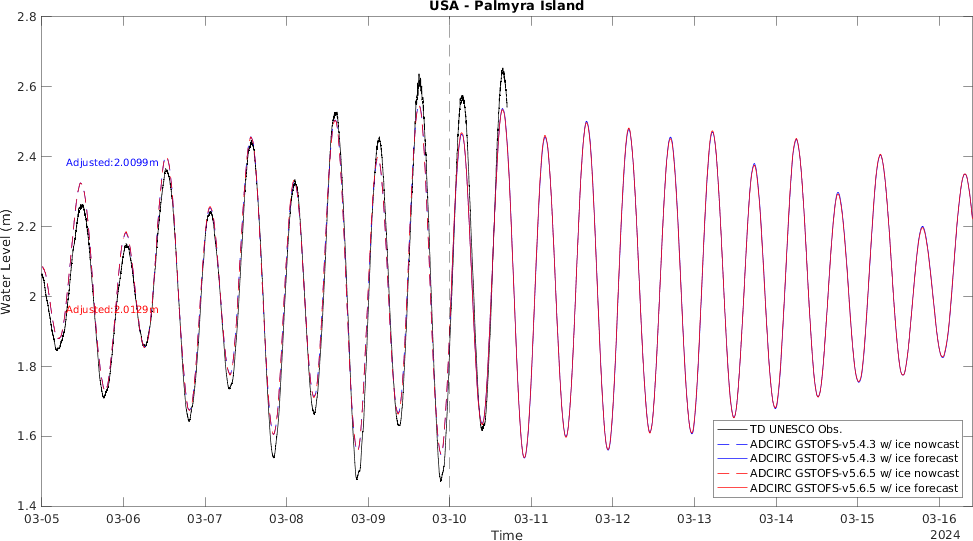 USA - Palmyra Island
2.8
2.6
2.4
2.2
2
1.8
1.6
1.4
Water Level (m)
Adjusted:2.0099m
Adjusted:2.0129m
TD UNESCO Obs.
ADCIRC GSTOFS-v5.4.3 w/ ice nowcast
ADCIRC GSTOFS-v5.4.3 w/ ice forecast
ADCIRC GSTOFS-v5.6.5 w/ ice nowcast
ADCIRC GSTOFS-v5.6.5 w/ ice forecast
03-05 03-06 03-07 03-08 03-09 03-10 03-11 03-12 03-13 03-14 03-15 03-16
Time
2024